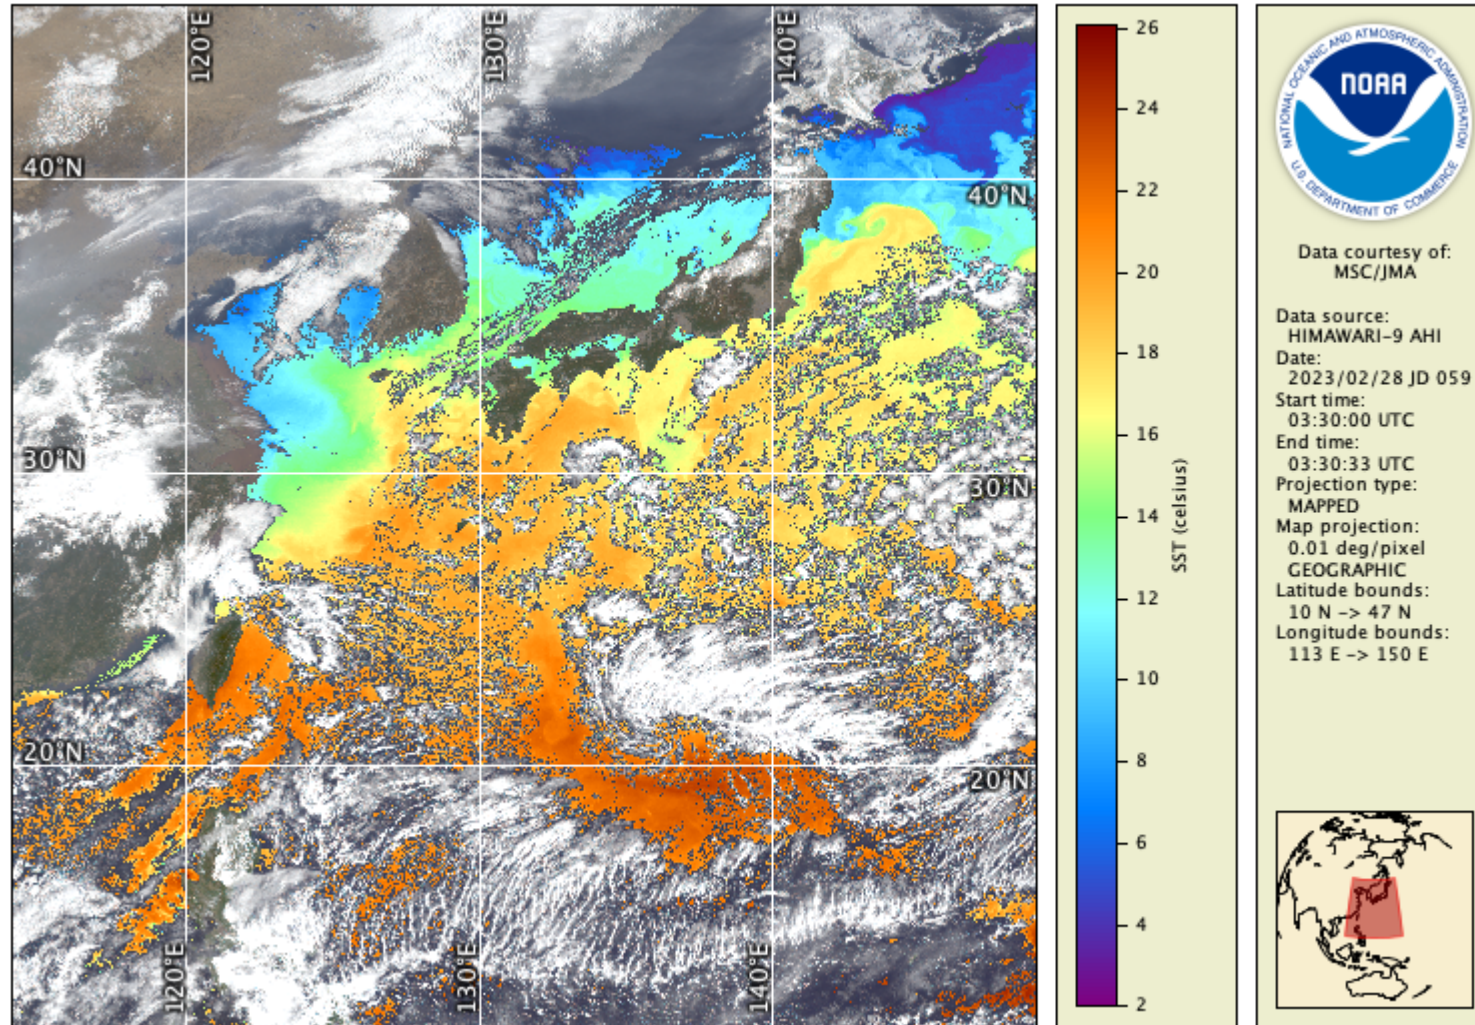 120°E
130°E
140°E
40°N
40°N
30°N
30°N
20°N
20°N
120°E
130°E
140°E
26
24
22
20
18
16
14
12
10
8
6
4
2
SST (celsius)
NATIONAL OCEANIC AND ATMOSPHERIC ADMINISTRATION
NOAA
U.S. DEPARTMENT OF COMMERCE
Data courtesy of:
MSC/JMA
Data source:
HIMAWARI-9 AHI
Date:
2023/02/28 JD 059
Start time:
03:30:00 UTC
End time:
03:30:33 UTC
Projection type:
MAPPED
Map projection:
0.01 deg/pixel
GEOGRAPHIC
Latitude bounds:
10 N -> 47 N
Longitude bounds:
113 E -> 150 E